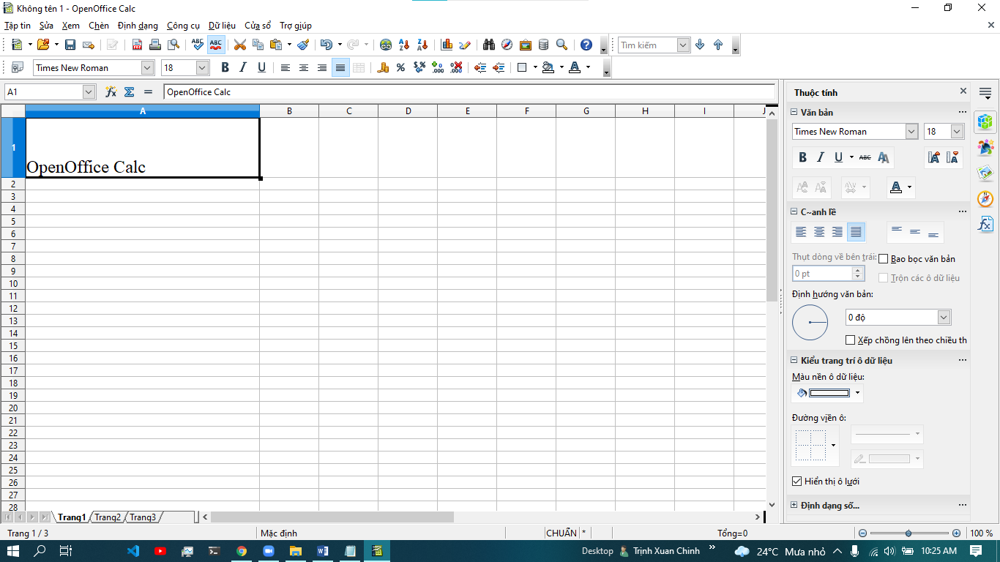 Không tên 1 - OpenOffice Calc
Tập tin Sửa Xem Chèn Định dạng Công cụ Dữ liệu Cửa sổ Trợ giúp
Tìm kiếm
Times New Roman 18
A1 OpenOffice Calc
A B C D E F G H I J
1 OpenOffice Calc
2
3
4
5
6
7
8
9
10
11
12
13
14
15
16
17
18
19
20
21
22
23
24
25
26
27
28
Trang1 Trang2 Trang3
Thuộc tính
Văn bản
Times New Roman 18
C~anh lề
Thụt dòng về bên trái: Bao bọc văn bản
0 pt Trộn các ô dữ liệu
Định hướng văn bản:
0 độ
Xếp chồng lên theo chiều th
Kiểu trang trí ô dữ liệu
Màu nền ô dữ liệu:
Đường viền ô:
Hiển thị ô lưới
Định dạng số...
Trang 1 / 3 Mặc định CHUẨN * Tổng=0 100 %
Desktop Trịnh Xuan Chinh 24°C Mưa nhỏ 10:25 AM